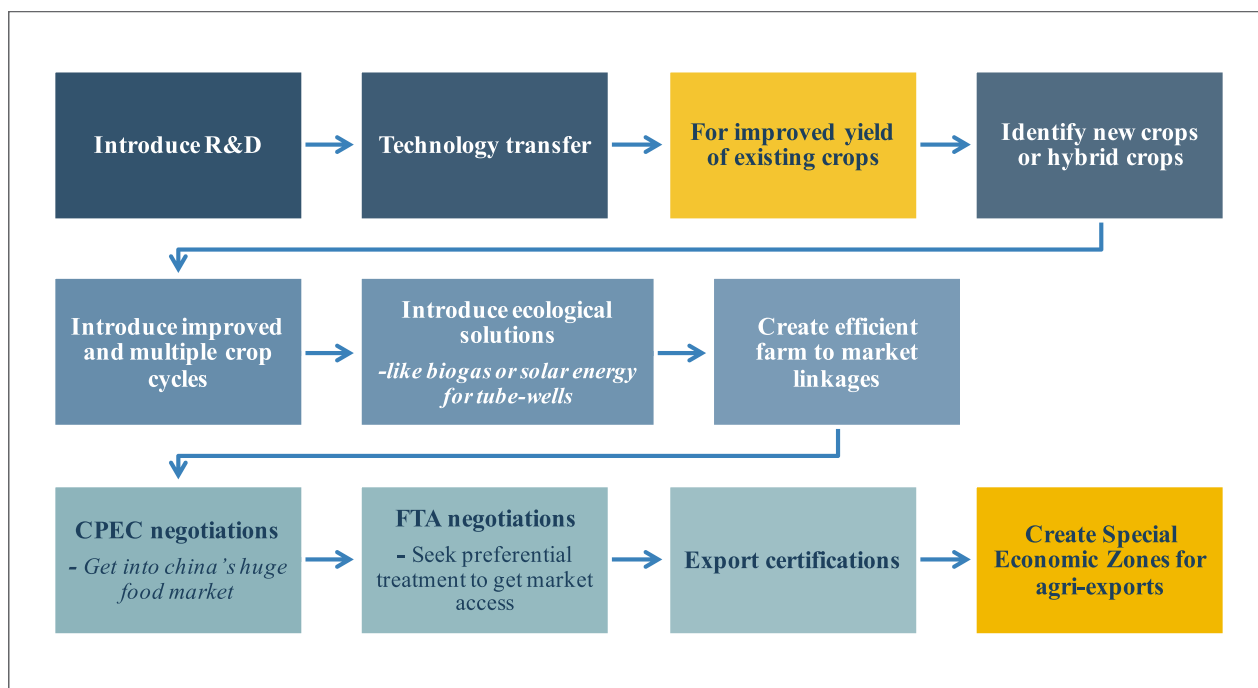 Introduce R&D
Technology transfer
For improved yield
of existing crops
Identify new crops
or hybrid crops
Introduce improved
and multiple crop
cycles
Introduce ecological
solutions
-like biogas or solar energy
for tube-wells
Create efficient
farm to market
linkages
CPEC negotiations
- Get into china's huge
food market
FTA negotiations
- Seek preferential
treatment to get market
access
Export certifications
Create Special
Economic Zones for
agri-exports